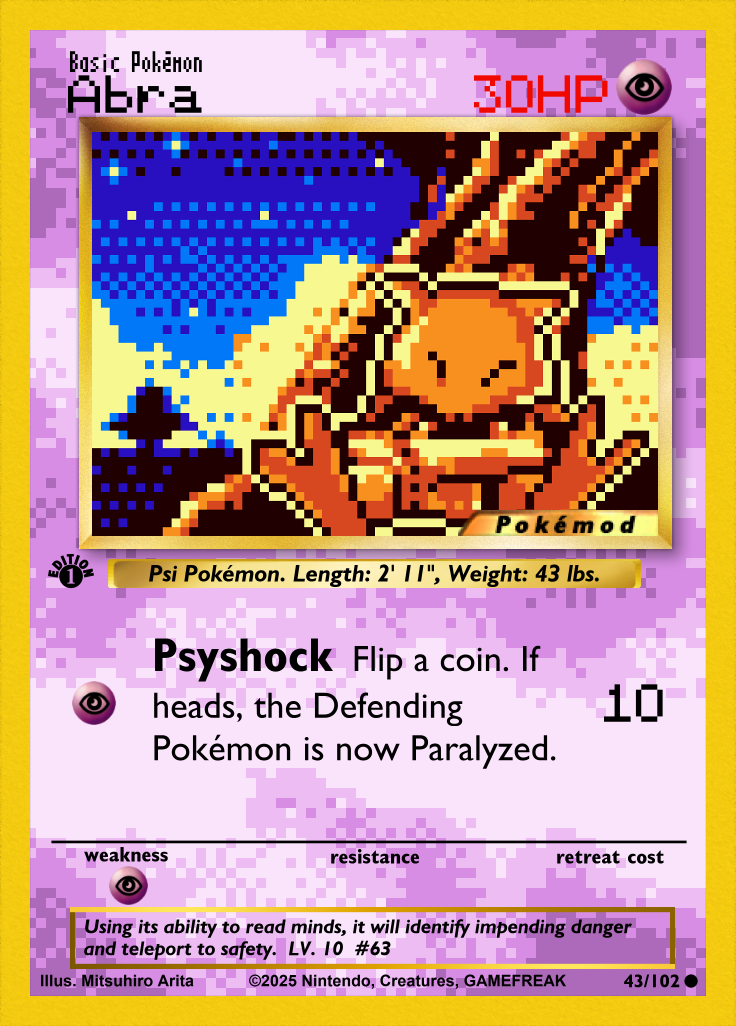 Basic Pokémon
Abra
30HP
Pokémod
EDITION
1
Psi Pokémon. Length: 2' 11", Weight: 43 lbs.
Psyshock Flip a coin. If
heads, the Defending
Pokémon is now Paralyzed.
10
weakness
resistance
retreat cost
Using its ability to read minds, it will identify impending danger
and teleport to safety. LV. 10 #63
Illus. Mitsuhiro Arita
©2025 Nintendo, Creatures, GAMEFREAK
43/102